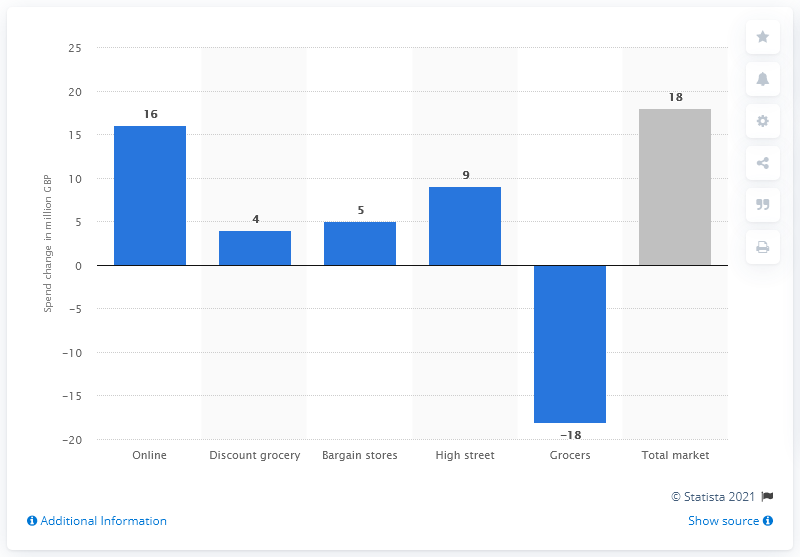 25
20
15
10
5
0
−5
−10
−15
−20
Spend change in million GBP
16
4
5
9
−18
18
Online
Discount grocery
Bargain stores
High street
Grocers
Total market
© Statista 2021
Additional Information
Show source